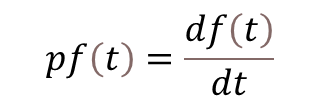 pf(t) = df(t)/dt